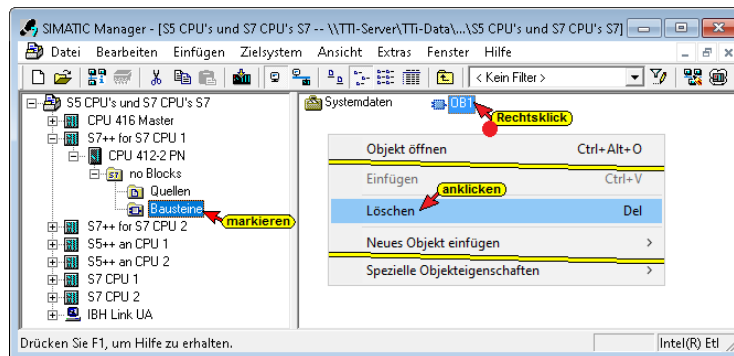 SIMATIC Manager - [S5 CPU's und S7 CPU's S7 -- \\TTI-Server\TTi-Data\...\S5 CPU's und S7 CPU's S7]
Datei Bearbeiten Einfügen Zielsystem Ansicht Extras Fenster Hilfe
< Kein Filter >
S5 CPU's und S7 CPU's S7
CPU 416 Master
S7++ for S7 CPU 1
CPU 412-2 PN
S7 no Blocks
Quellen
Bausteine
markieren
S7++ for S7 CPU 2
S5++ an CPU 1
S5++ an CPU 2
S7 CPU 1
S7 CPU 2
IBH Link UA
Systemdaten OB1
Rechtsklick
Objekt öffnen Ctrl+Alt+O
Einfügen Ctrl+V
anklicken
Löschen Del
Neues Objekt einfügen >
Spezielle Objekteigenschaften >
Drücken Sie F1, um Hilfe zu erhalten. Intel(R) Etl